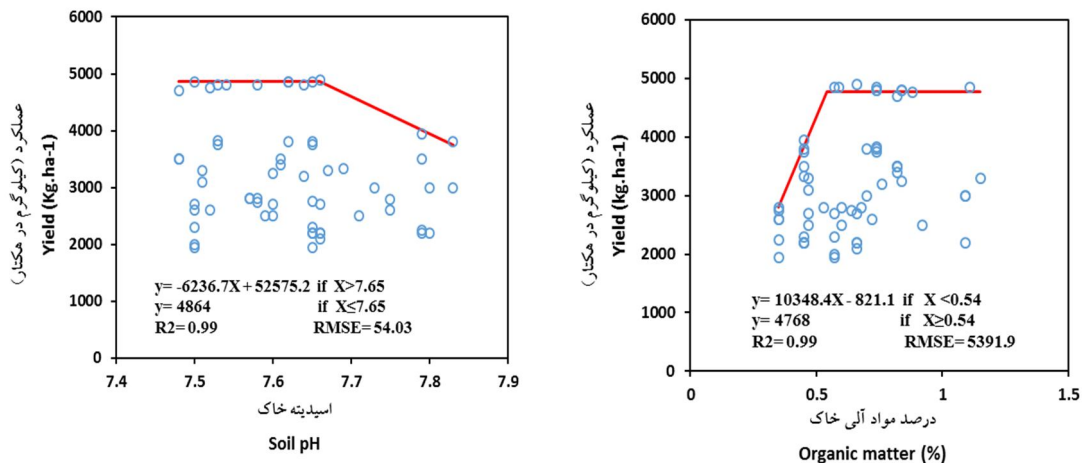 6000
5000
4000
3000
2000
1000
0
7.4
7.5
7.6
7.7
7.8
7.9
عملکرد (کیلوگرم در هکتار)
Yield (Kg.ha-1)
y= -6236.7X + 52575.2 if X>7.65
y= 4864 if X≤7.65
R2= 0.99 RMSE= 54.03
اسیدیته خاک
Soil pH
6000
5000
4000
3000
2000
1000
0
0
0.5
1
1.5
عملکرد (کیلوگرم در هکتار)
Yield (Kg.ha-1)
y= 10348.4X - 821.1 if X <0.54
y= 4768 if X≥0.54
R2= 0.99 RMSE= 5391.9
درصد مواد آلی خاک
Organic matter (%)